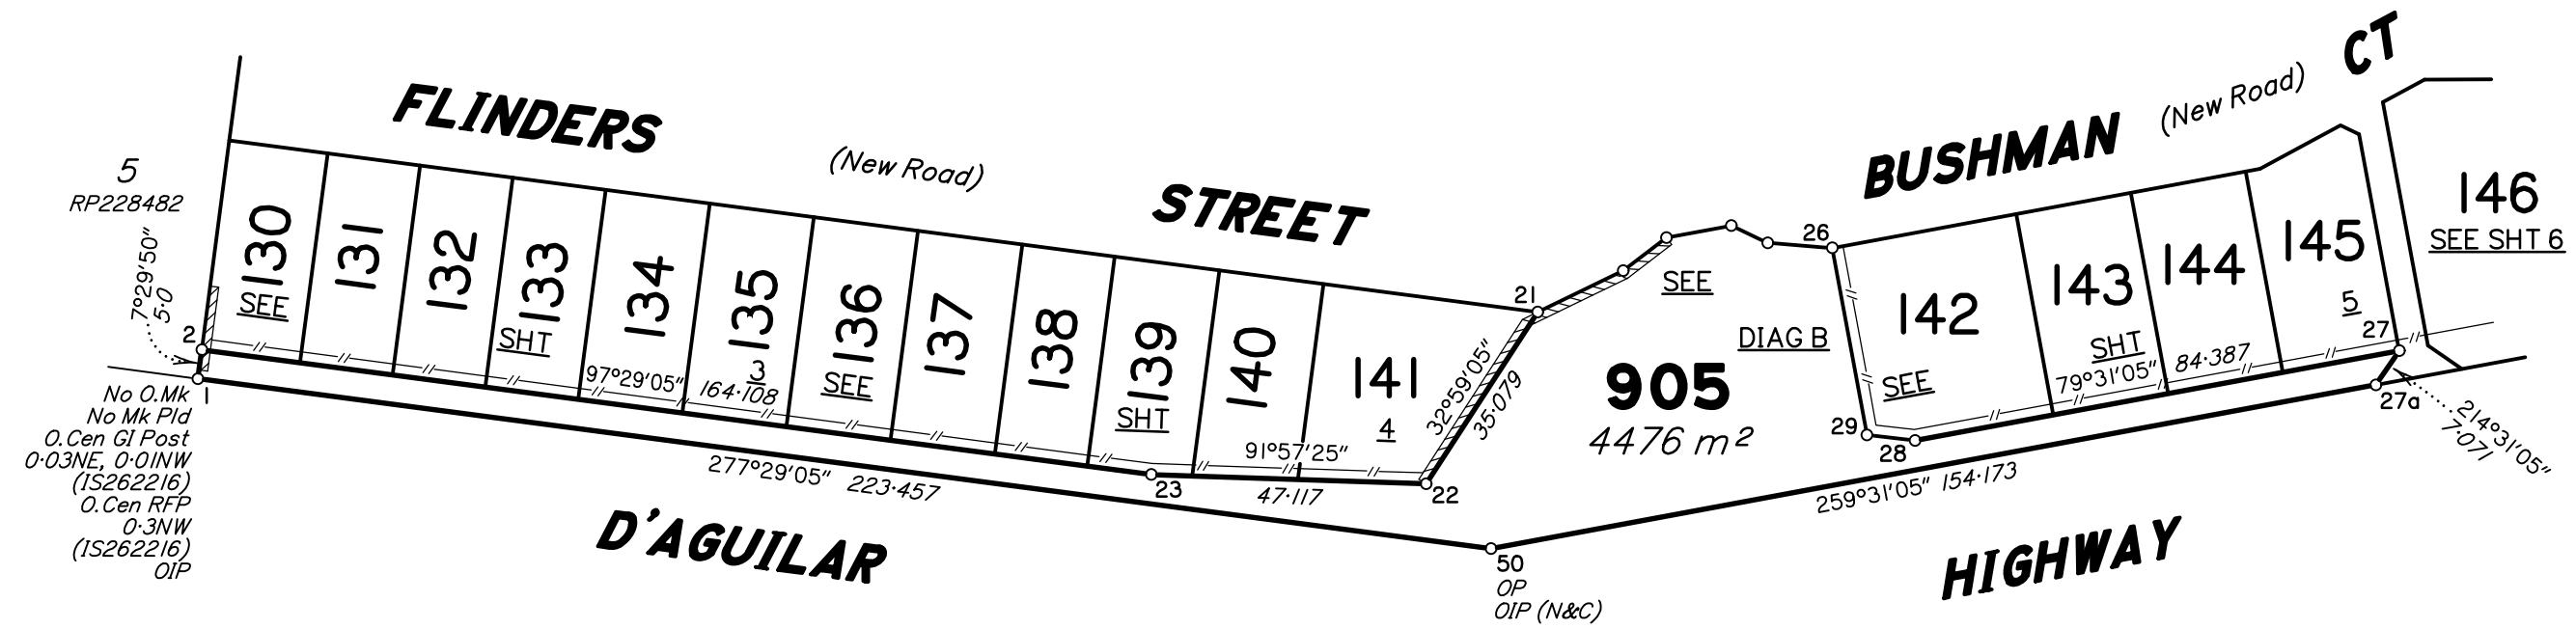 FLINDERS
(New Road)
STREET
BUSHMAN
(New Road)
CT
5
RP228482
7°29'50"
5·0
2
1
130
SEE
131
132
133
SHT
134
135
3
136
SEE
137
138
139
SHT
140
141
4
97°29'05"
164·108
91°57'25"
47·117
21
22
23
32°59'05"
35·079
SEE
DIAG B
905
4476 m²
26
29
28
142
SEE
143
SHT
144
145
5
27
27a
79°31'05"
84·387
146
SEE SHT 6
214°31'05"
7·071
No O.Mk
No Mk Pld
O.Cen GI Post
0·03NE, 0·01NW
(IS262216)
O.Cen RFP
0·3NW
(IS262216)
OIP
277°29'05" 223·457
259°31'05" 154·173
50
OP
OIP (N&C)
D'AGUILAR
HIGHWAY